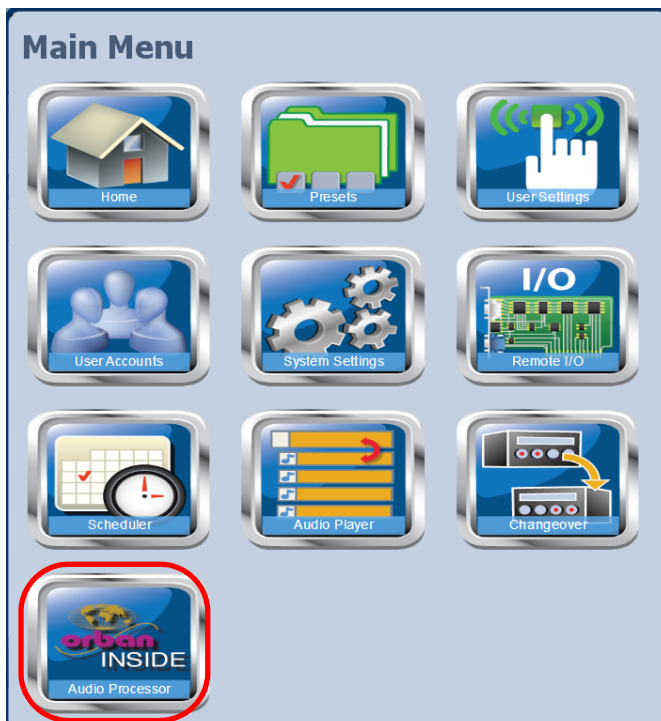 Main Menu
Home
Presets
User Settings
User Accounts
System Settings
I/O
Remote I/O
Scheduler
Audio Player
Changeover
orban
INSIDE
Audio Processor